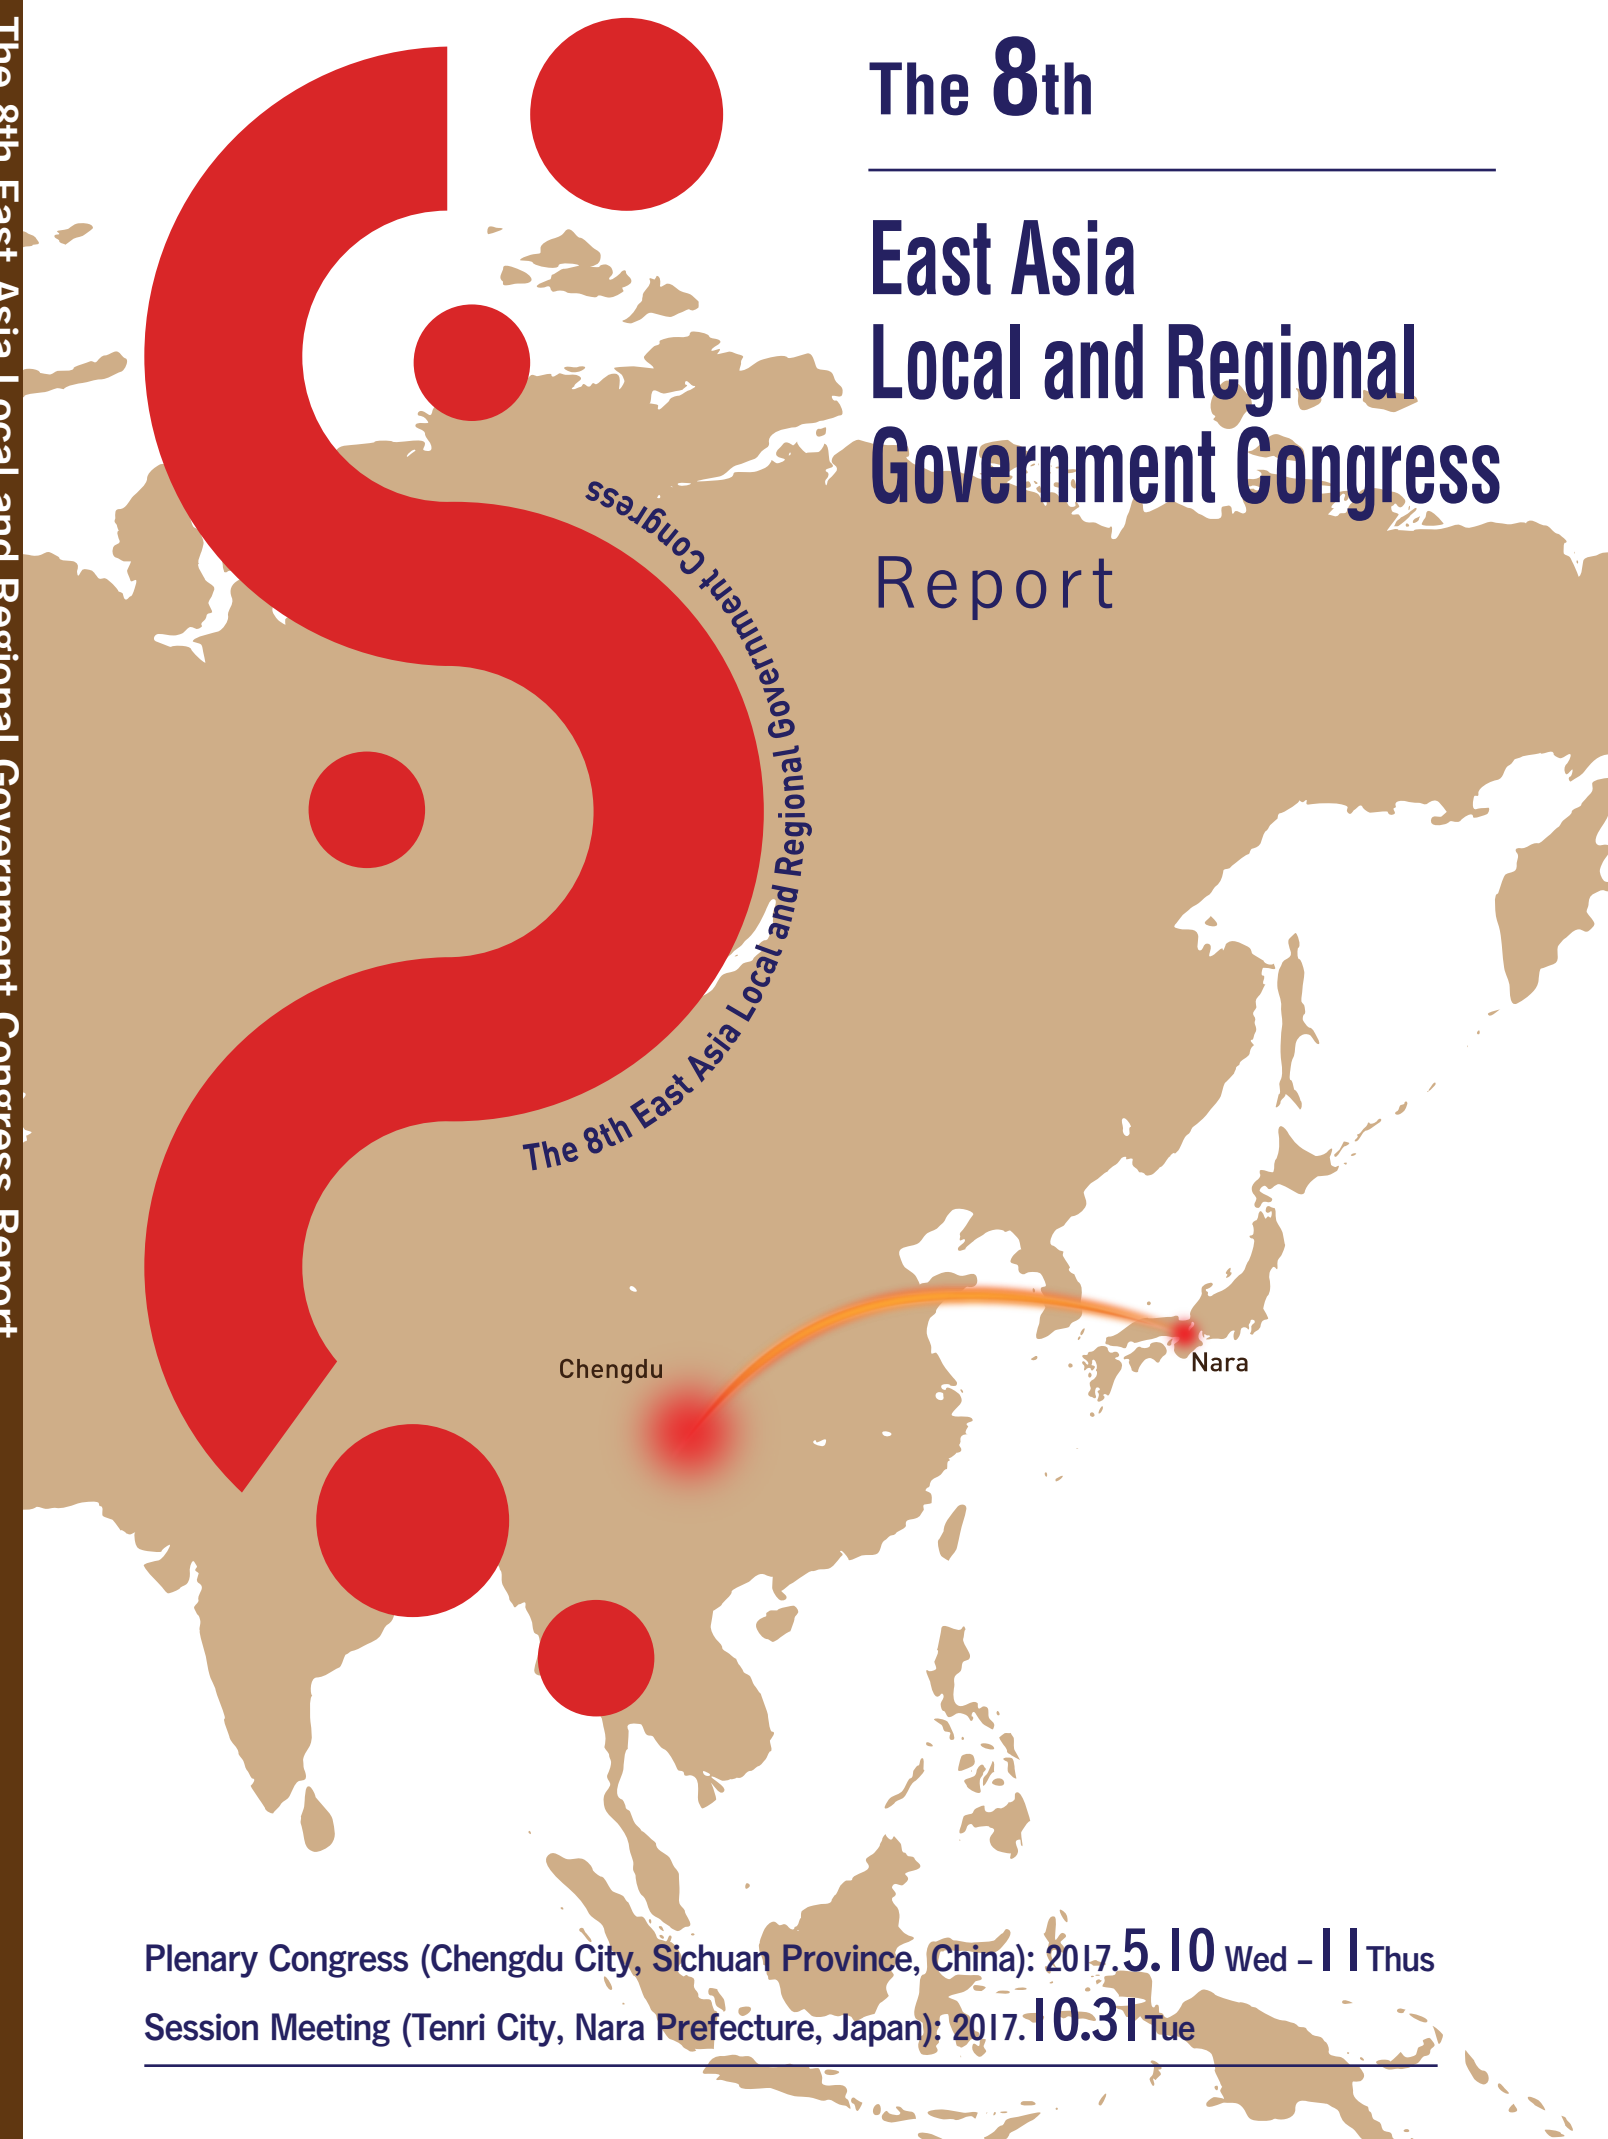 The 8th East Asia Local and Regional Government Congress Report
The 8th
East Asia
Local and Regional
Government Congress
Report
The 8th East Asia Local and Regional Government Congress
Chengdu
Nara
Plenary Congress (Chengdu City, Sichuan Province, China): 2017.5.10 Wed – 11 Thus
Session Meeting (Tenri City, Nara Prefecture, Japan): 2017.10.31 Tue